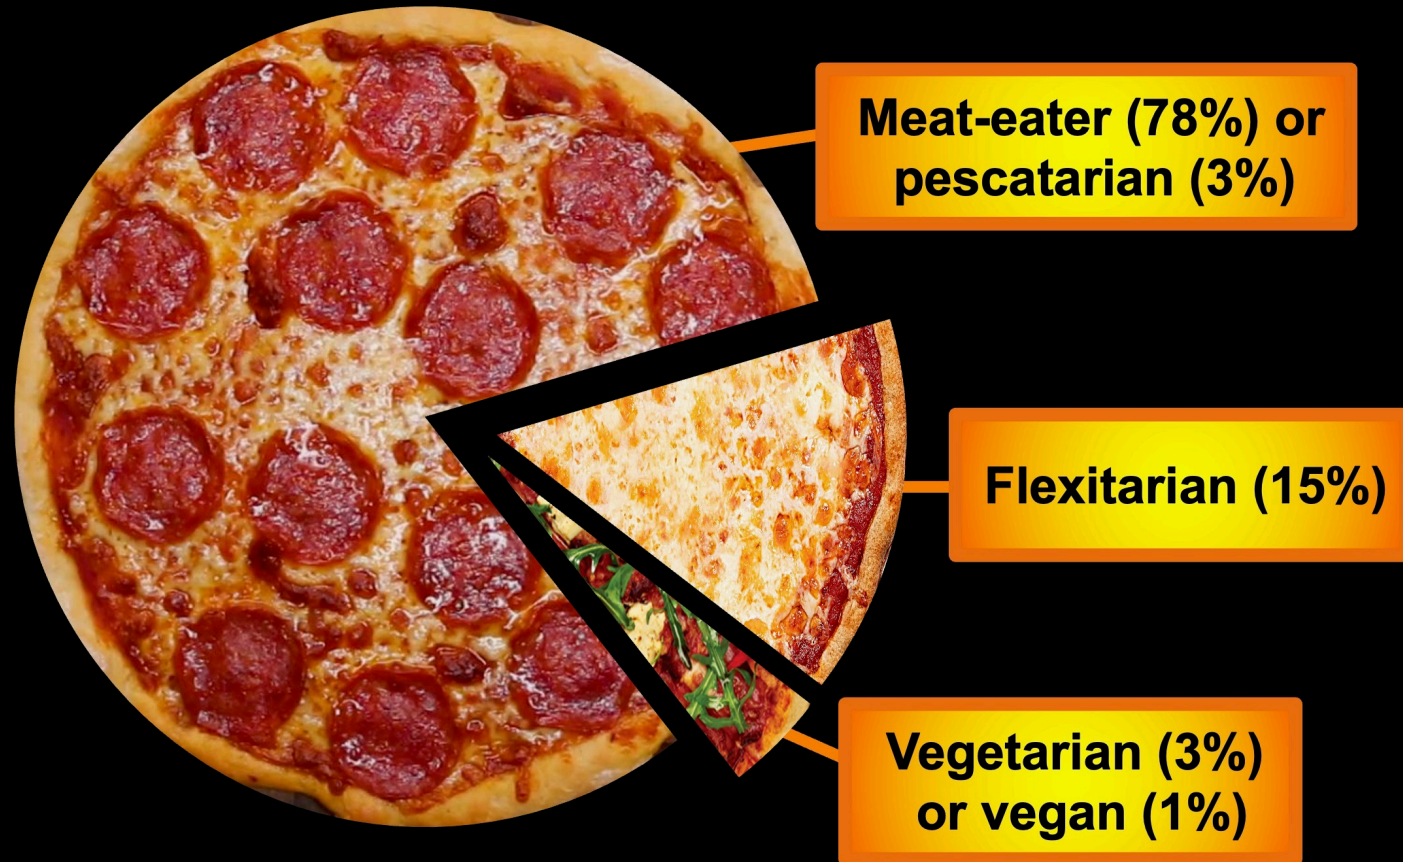 Meat-eater (78%) or
pescatarian (3%)
Flexitarian (15%)
Vegetarian (3%)
or vegan (1%)